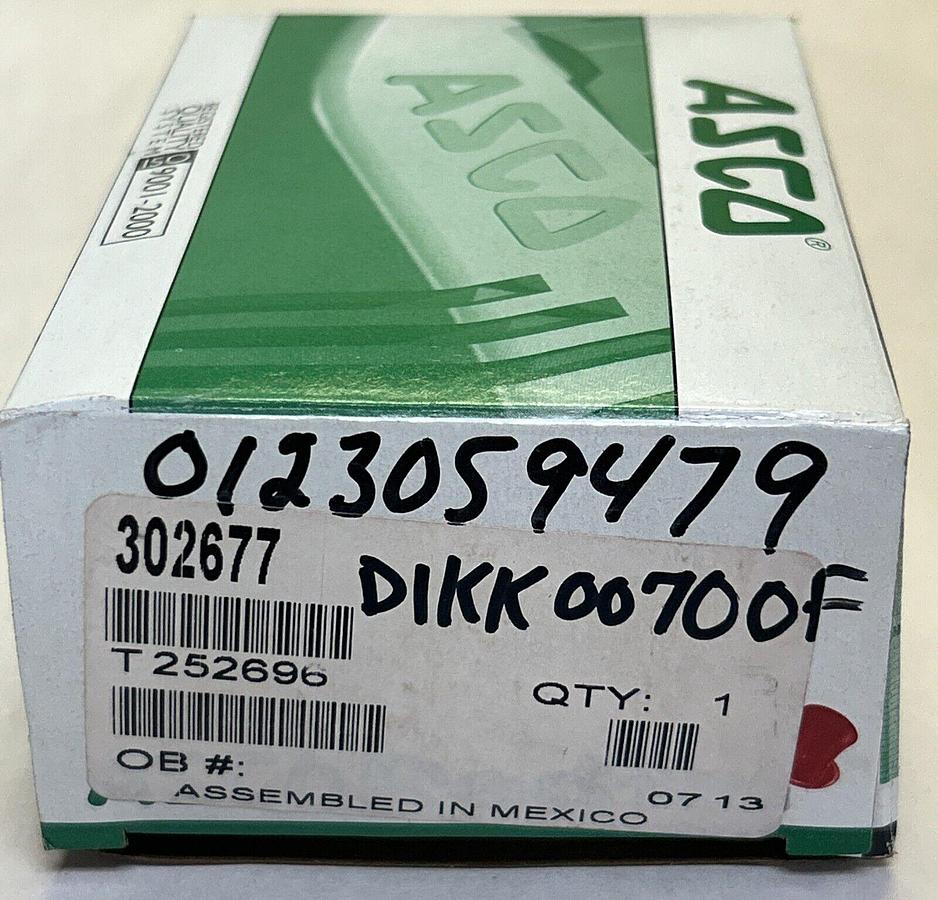 ASCO
ASCO®
REGISTERED
QUALITY
SYSTEM
9001-2000
0123059479
302677
DIKK00700F
T 252696
QTY: 1
OB #:
07 13
ASSEMBLED IN MEXICO